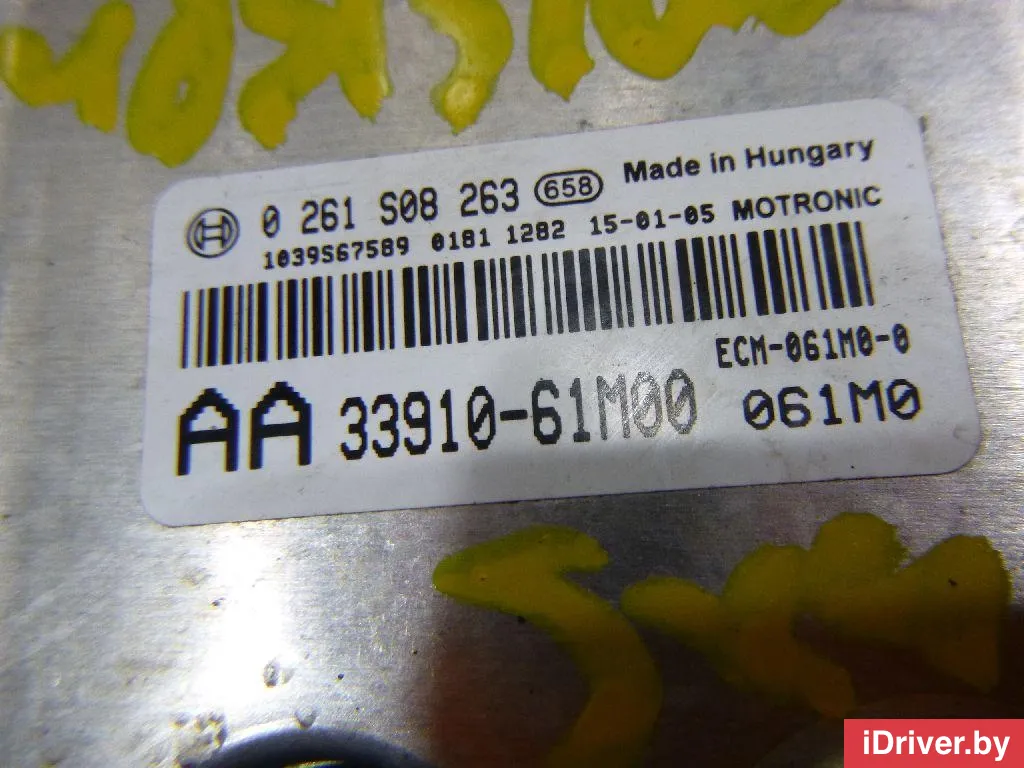 0 261 S08 263 658 Made in Hungary
1039S67589 0181 1282 15-01-05 MOTRONIC
ECM-061M0-0
AA 33910-61M00 061M0
iDriver.by